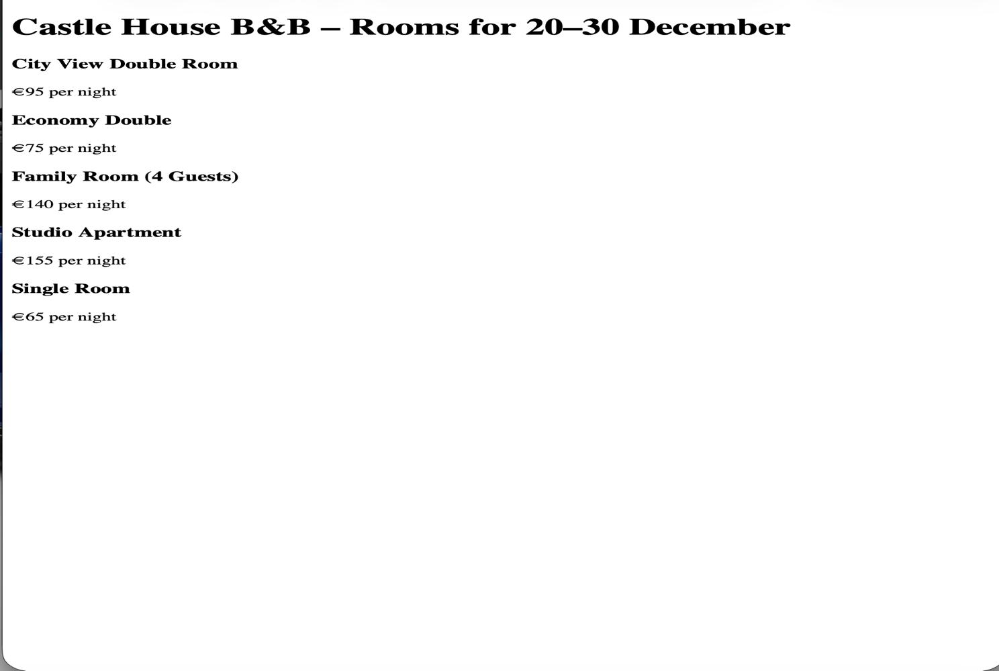 Castle House B&B – Rooms for 20–30 December
City View Double Room
€95 per night
Economy Double
€75 per night
Family Room (4 Guests)
€140 per night
Studio Apartment
€155 per night
Single Room
€65 per night